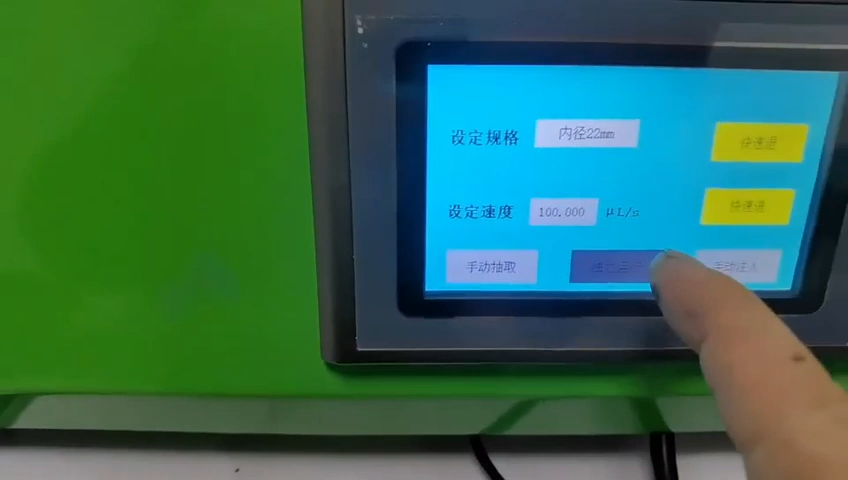 设定规格 内径22mm 快速退
设定速度 100.000 μL/s 快速进
手动抽取 手动注入